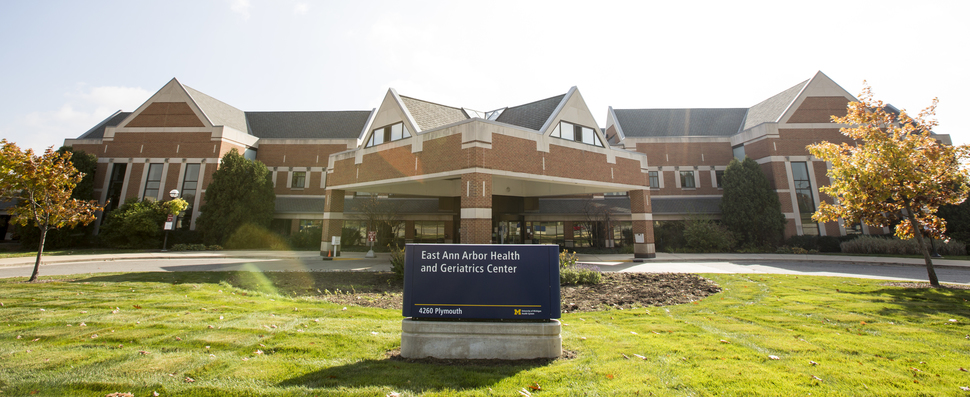 East Ann Arbor Health
and Geriatrics Center
4260 Plymouth
M